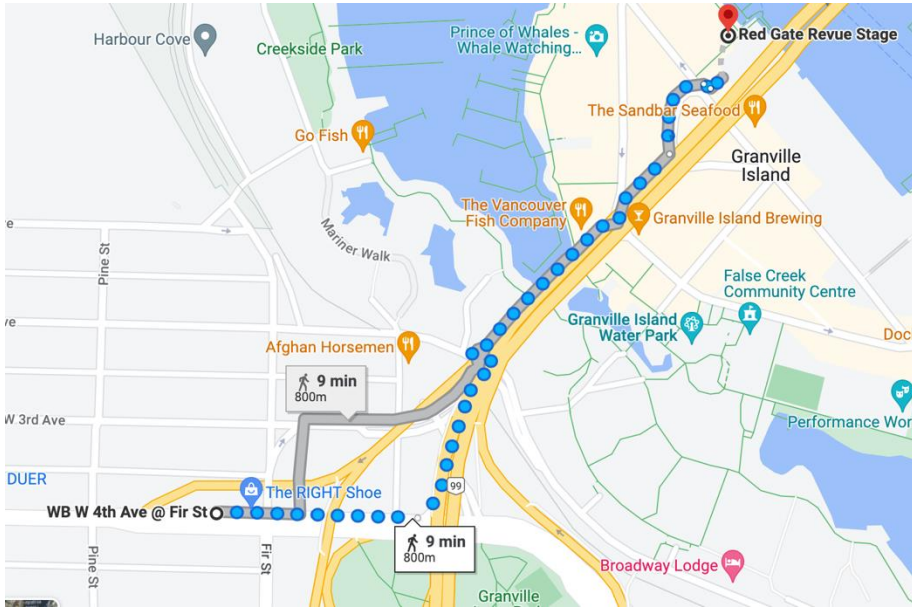 Harbour Cove
Creekside Park
Prince of Whales -
Whale Watching...
Red Gate Revue Stage
Go Fish
The Sandbar Seafood
Granville
Island
The Vancouver
Fish Company
Granville Island Brewing
Mariner Walk
Pine St
False Creek
Community Centre
Granville Island
Water Park
Doc
Afghan Horsemen
ve
9 min
800m
W 3rd Ave
Performance Wor
DUER
The RIGHT Shoe
99
WB W 4th Ave @ Fir St
9 min
800m
Pine St
Fir St
Broadway Lodge
Granville